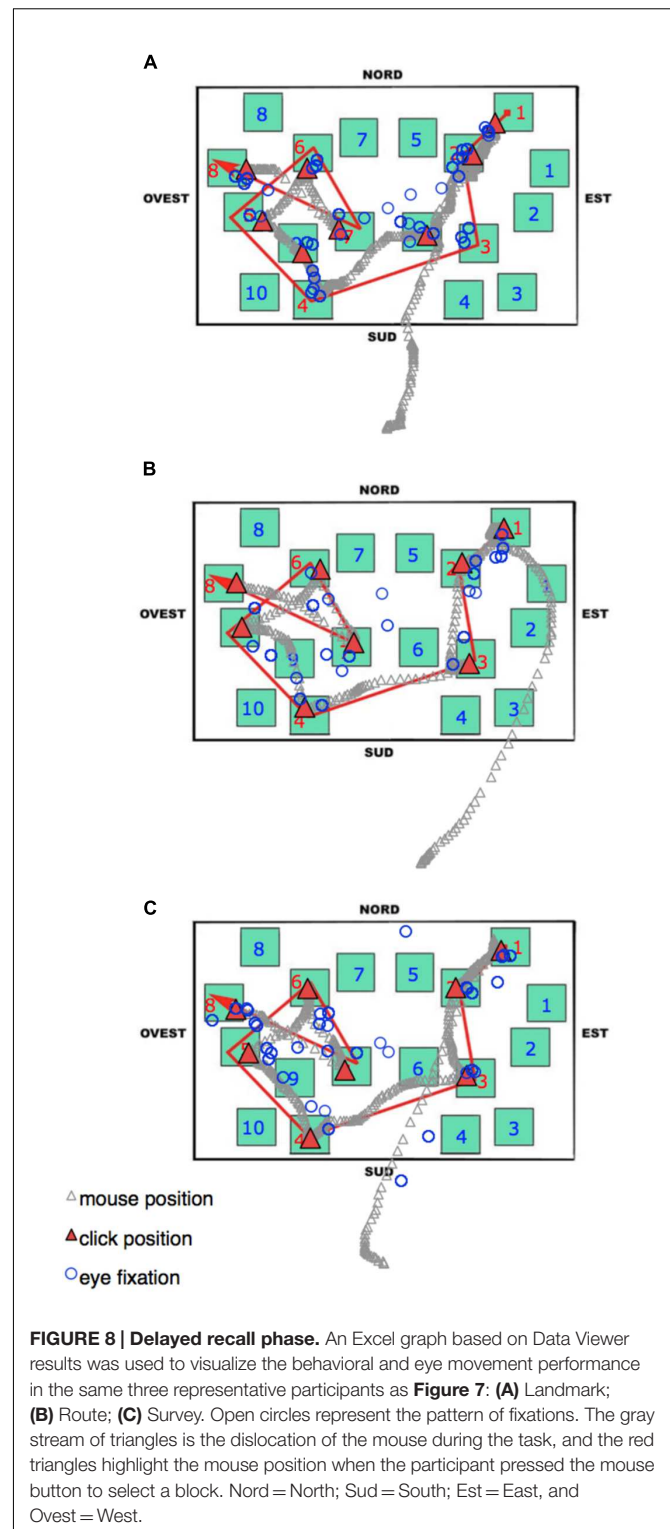 A
NORD
8
6
7
5
2
1
1
8
OVEST
EST
5
2
7
3
10
4
4
3
SUD
B
NORD
8
1
6
7
5
2
8
OVEST
EST
2
7
9
6
3
10
4
4
3
SUD
C
NORD
8
1
7
5
6
2
1
8
OVEST
EST
2
9
6
3
10
4
4
3
SUD
mouse position
click position
eye fixation
FIGURE 8 | Delayed recall phase. An Excel graph based on Data Viewer
results was used to visualize the behavioral and eye movement performance
in the same three representative participants as Figure 7: (A) Landmark;
(B) Route; (C) Survey. Open circles represent the pattern of fixations. The gray
stream of triangles is the dislocation of the mouse during the task, and the red
triangles highlight the mouse position when the participant pressed the mouse
button to select a block. Nord = North; Sud = South; Est = East, and
Ovest = West.